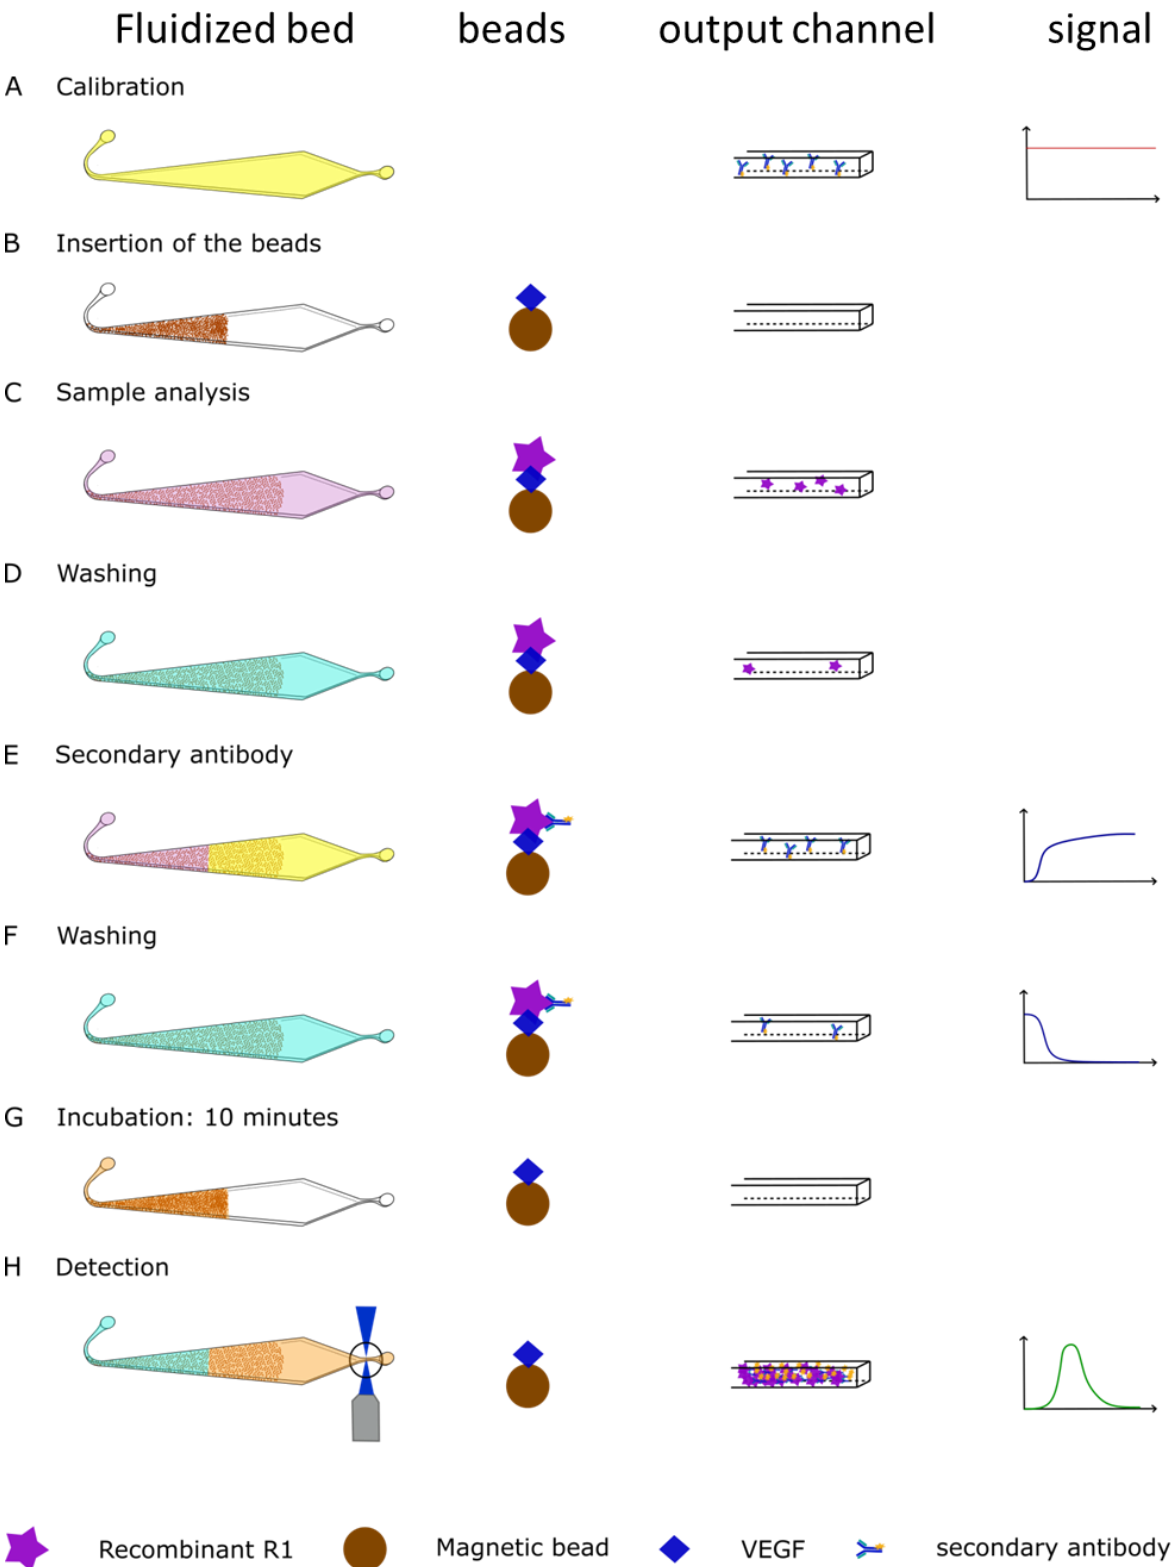 Fluidized bed beads output channel signal
A Calibration
B Insertion of the beads
C Sample analysis
D Washing
E Secondary antibody
F Washing
G Incubation: 10 minutes
H Detection
Recombinant R1 Magnetic bead VEGF secondary antibody